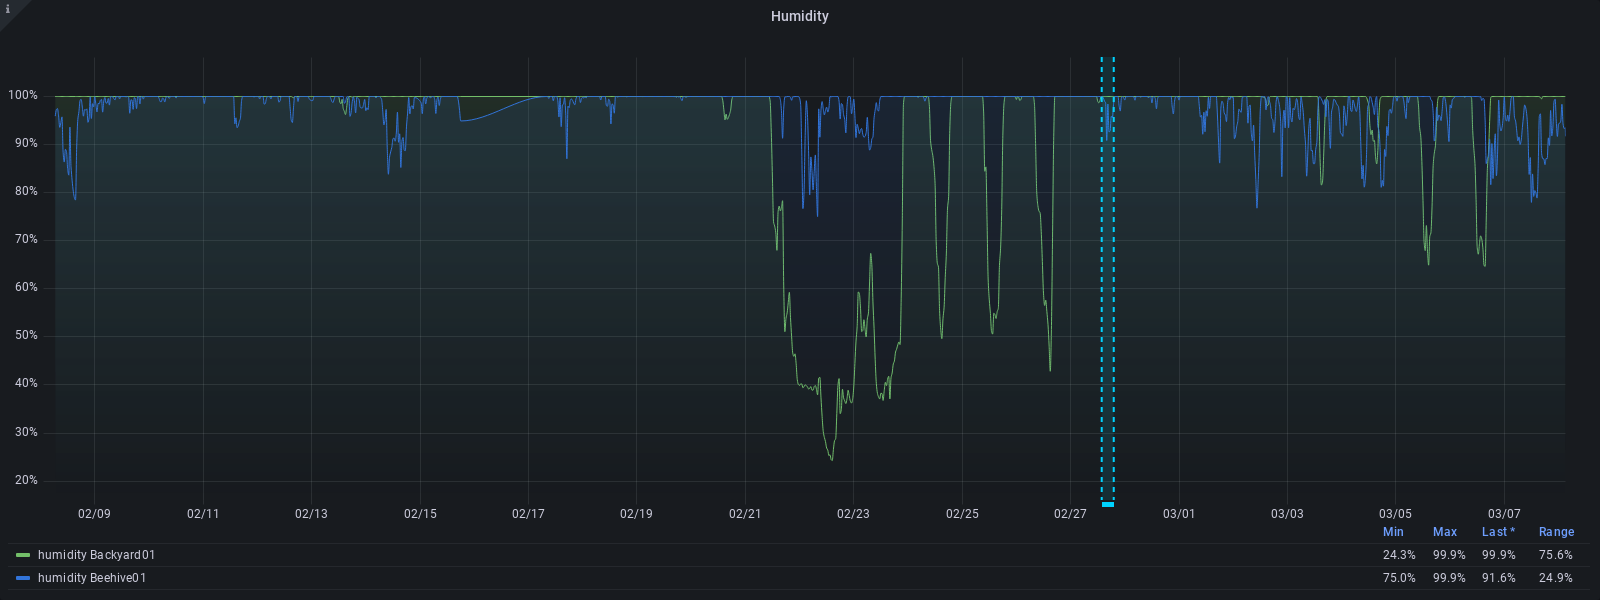 i
Humidity
100%
90%
80%
70%
60%
50%
40%
30%
20%
02/09 02/11 02/13 02/15 02/17 02/19 02/21 02/23 02/25 02/27 03/01 03/03 03/05 03/07
Min Max Last * Range
humidity Backyard01 24.3% 99.9% 99.9% 75.6%
humidity Beehive01 75.0% 99.9% 91.6% 24.9%